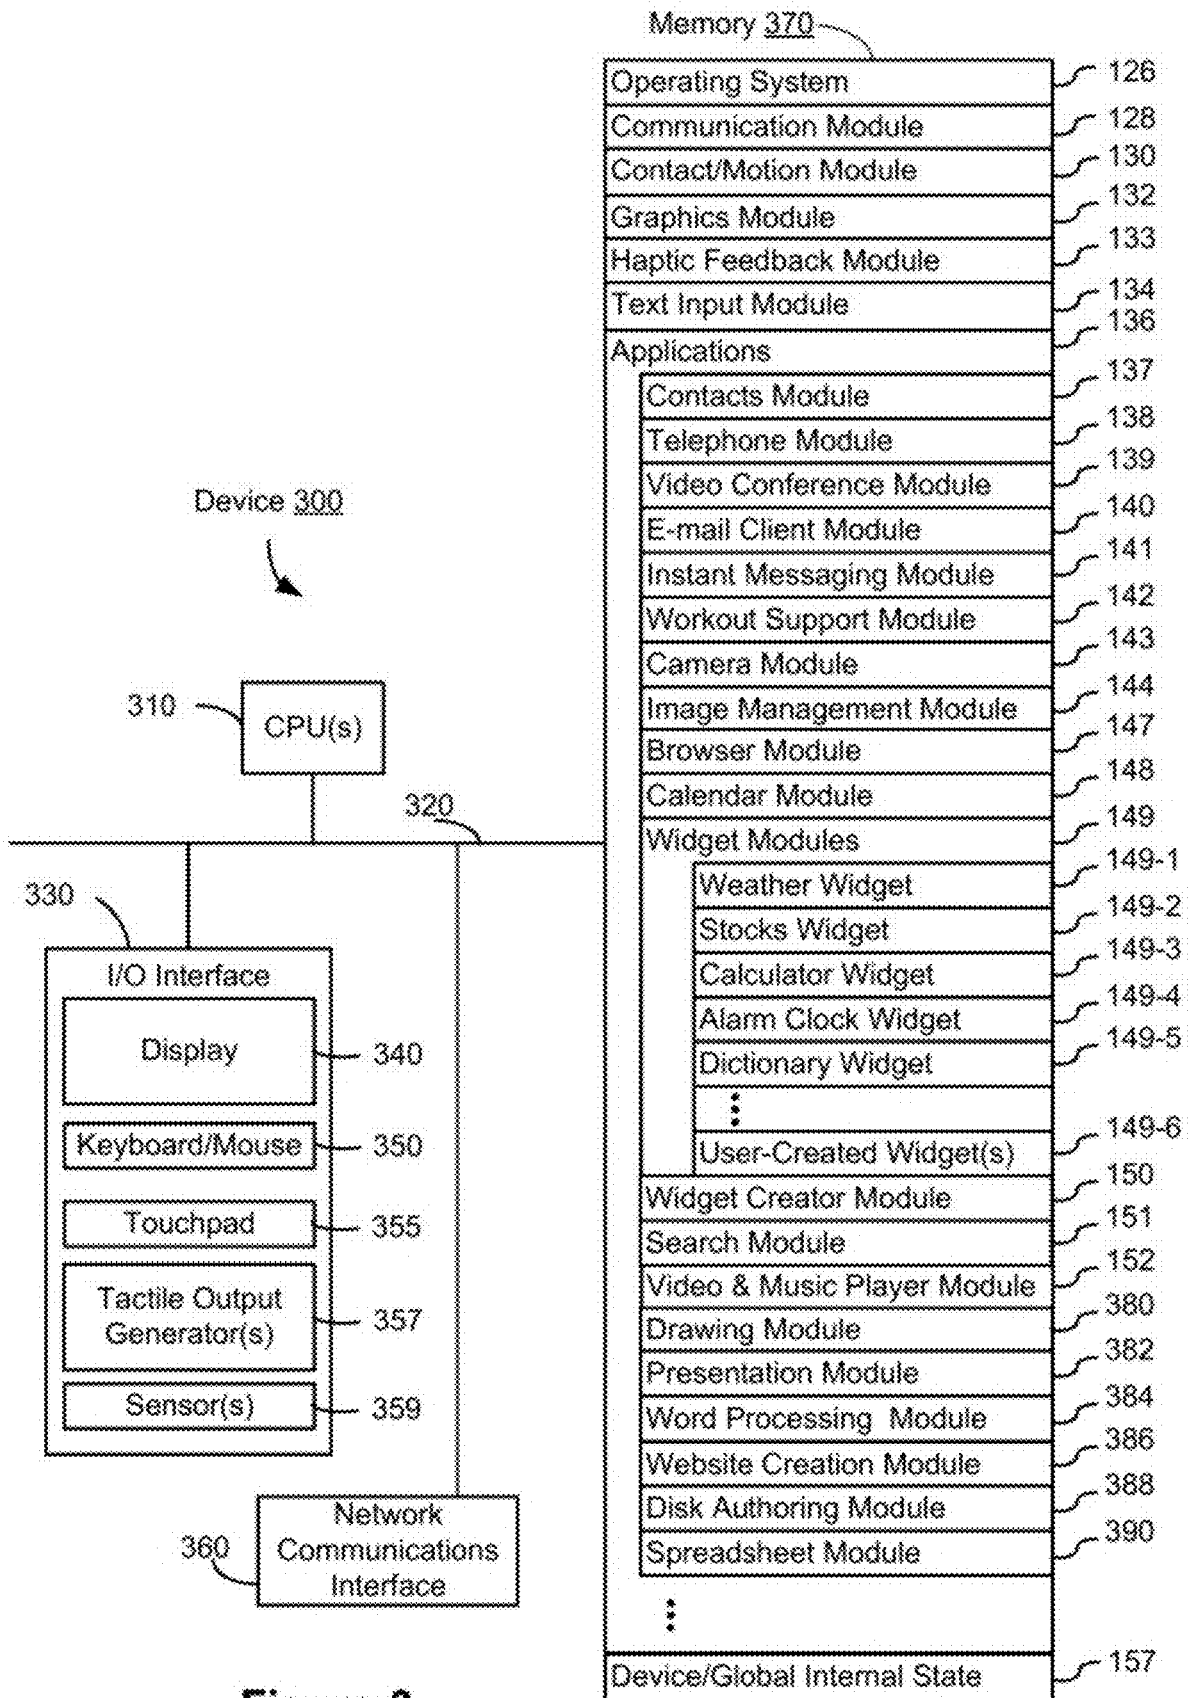 Memory 370
Operating System 126
Communication Module 128
Contact/Motion Module 130
Graphics Module 132
Haptic Feedback Module 133
Text Input Module 134
Applications 136
Contacts Module 137
Telephone Module 138
Video Conference Module 139
E-mail Client Module 140
Instant Messaging Module 141
Workout Support Module 142
Camera Module 143
Image Management Module 144
Browser Module 147
Calendar Module 148
Widget Modules 149
Weather Widget 149-1
Stocks Widget 149-2
Calculator Widget 149-3
Alarm Clock Widget 149-4
Dictionary Widget 149-5
User-Created Widget(s) 149-6
Widget Creator Module 150
Search Module 151
Video & Music Player Module 152
Drawing Module 380
Presentation Module 382
Word Processing Module 384
Website Creation Module 386
Disk Authoring Module 388
Spreadsheet Module 390
Device/Global Internal State 157
Device 300
310
CPU(s)
320
330
I/O Interface
Display 340
Keyboard/Mouse 350
Touchpad 355
Tactile Output
Generator(s) 357
Sensor(s) 359
360
Network
Communications
Interface